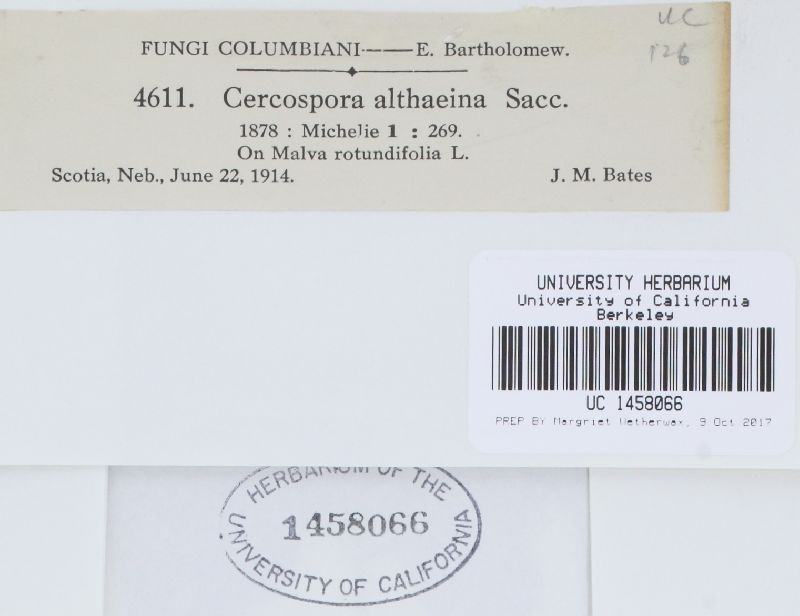 UC
126
FUNGI COLUMBIANI-——E. Bartholomew.
4611. Cercospora althaeina Sacc.
1878 : Michelie 1 : 269.
On Malva rotundifolia L.
Scotia, Neb., June 22, 1914. J. M. Bates
UNIVERSITY HERBARIUM
University of California
Berkeley
UC 1458066
PREP BY Margriet Wetherwax, 9 Oct 2017
HERBARIUM OF THE
1458066
UNIVERSITY OF CALIFORNIA